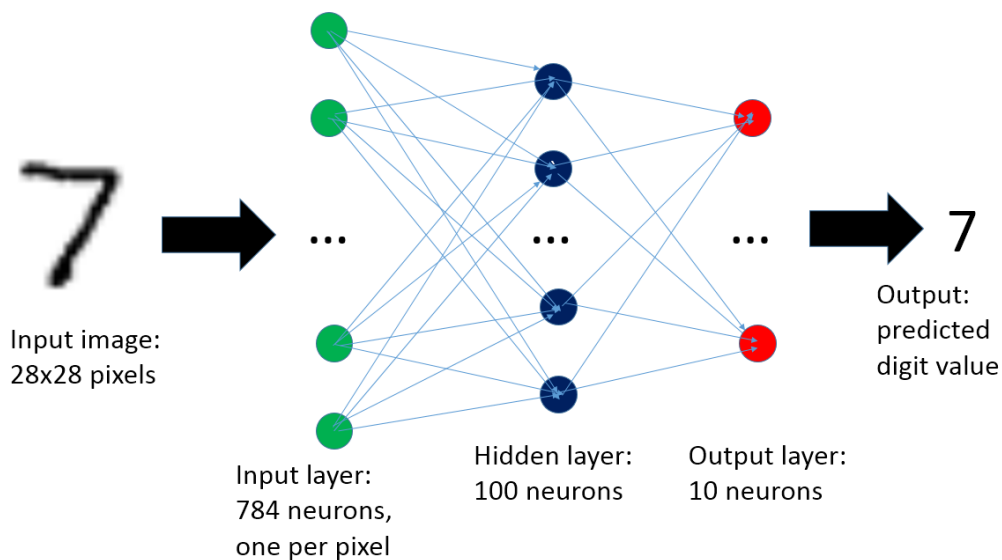 7
...
...
...
7
Input image:
28x28 pixels
Input layer:
784 neurons,
one per pixel
Hidden layer:
100 neurons
Output layer:
10 neurons
Output:
predicted
digit value